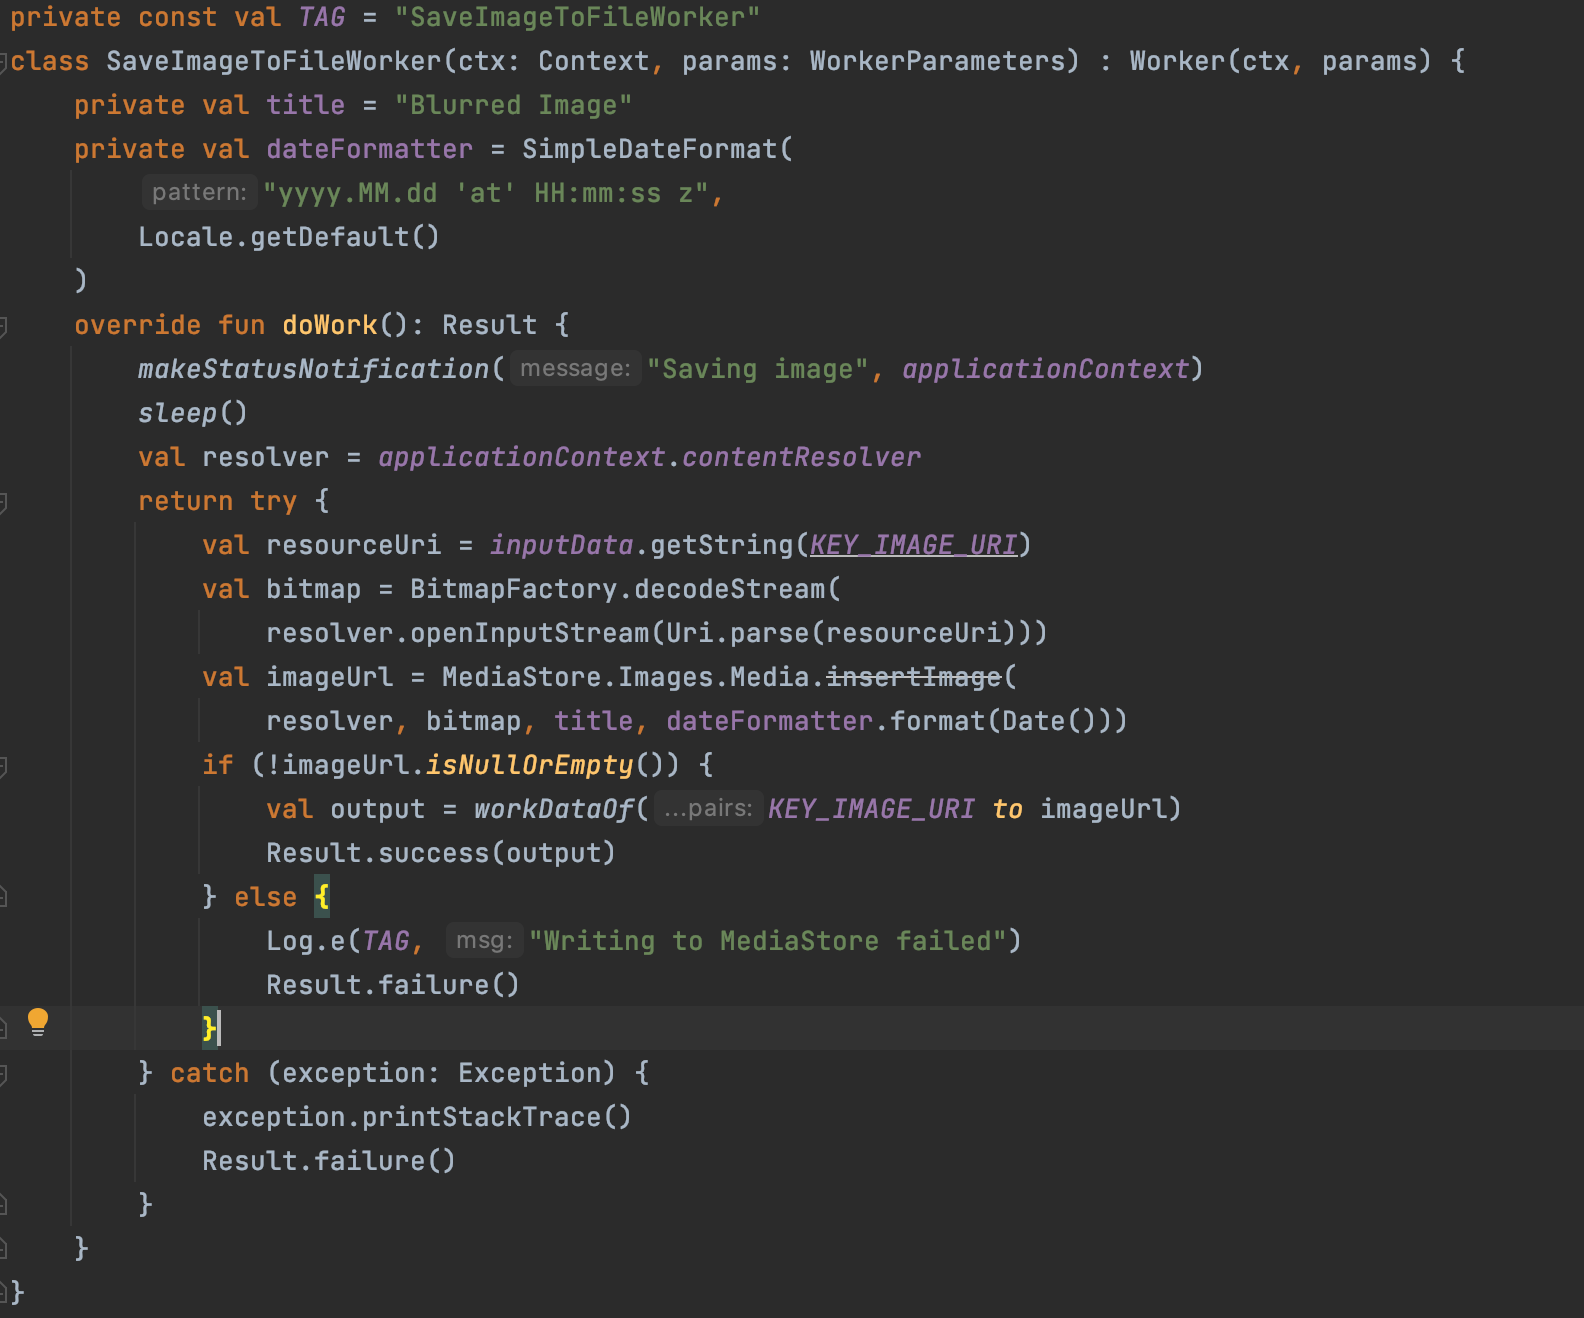 private const val TAG = "SaveImageToFileWorker"
class SaveImageToFileWorker(ctx: Context, params: WorkerParameters) : Worker(ctx, params) {
    private val title = "Blurred Image"
    private val dateFormatter = SimpleDateFormat(
        pattern: "yyyy.MM.dd 'at' HH:mm:ss z",
        Locale.getDefault()
    )
    override fun doWork(): Result {
        makeStatusNotification( message: "Saving image", applicationContext)
        sleep()
        val resolver = applicationContext.contentResolver
        return try {
            val resourceUri = inputData.getString(KEY_IMAGE_URI)
            val bitmap = BitmapFactory.decodeStream(
                resolver.openInputStream(Uri.parse(resourceUri)))
            val imageUrl = MediaStore.Images.Media.insertImage(
                resolver, bitmap, title, dateFormatter.format(Date()))
            if (!imageUrl.isNullOrEmpty()) {
                val output = workDataOf( ...pairs: KEY_IMAGE_URI to imageUrl)
                Result.success(output)
            } else {
                Log.e(TAG, msg: "Writing to MediaStore failed")
                Result.failure()
            }
        } catch (exception: Exception) {
            exception.printStackTrace()
            Result.failure()
        }
    }
}